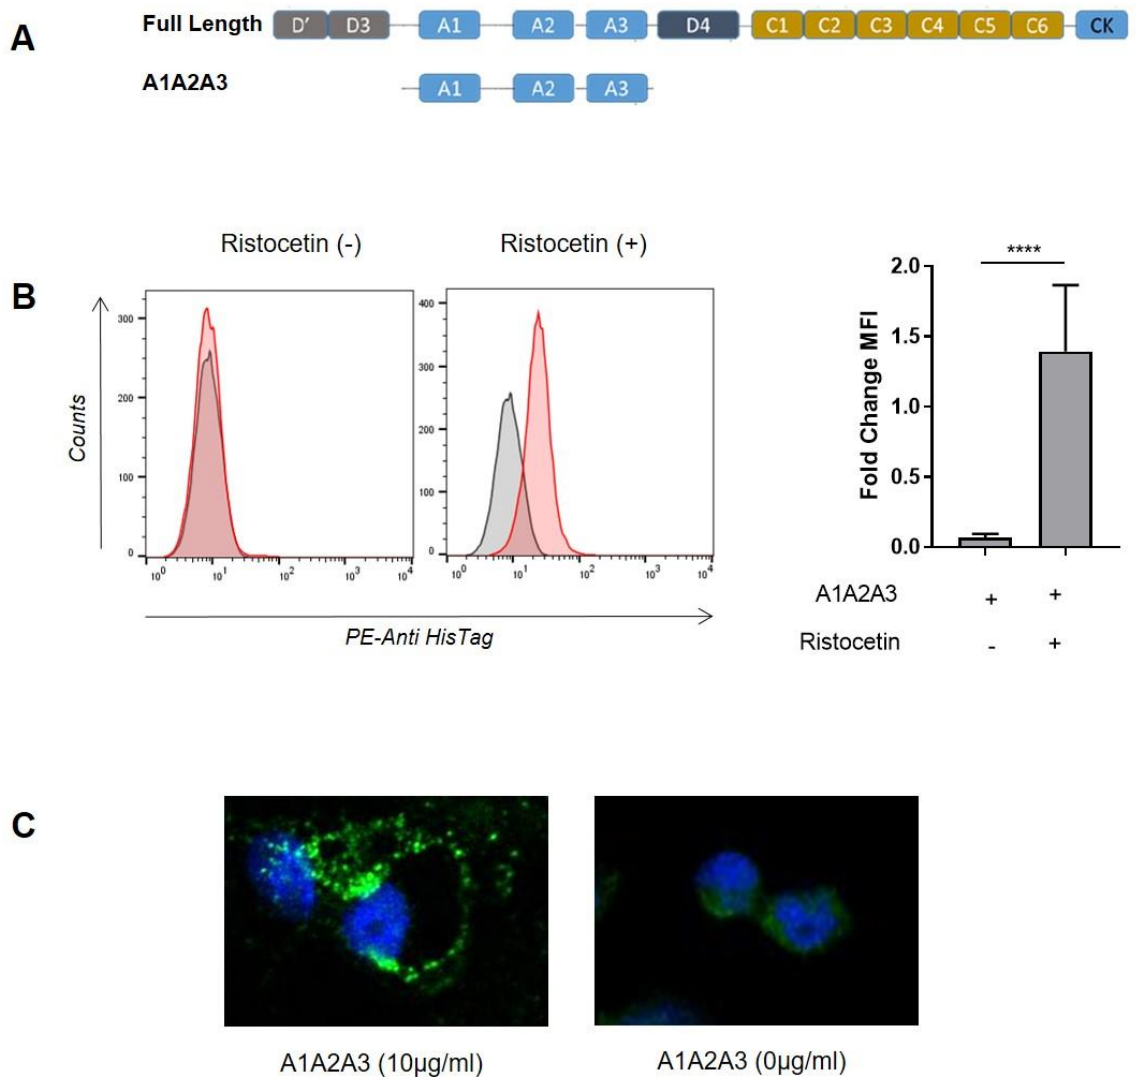 A
Full Length D' D3 A1 A2 A3 D4 C1 C2 C3 C4 C5 C6 CK
A1A2A3 A1 A2 A3
B
Ristocetin (-) Ristocetin (+)
Counts
300
200
100
0
10⁰ 10¹ 10² 10³ 10⁴
400
300
200
100
0
10⁰ 10¹ 10² 10³ 10⁴
PE-Anti HisTag
****
Fold Change MFI
2.0
1.5
1.0
0.5
0.0
A1A2A3 + +
Ristocetin - +
C
A1A2A3 (10µg/ml) A1A2A3 (0µg/ml)